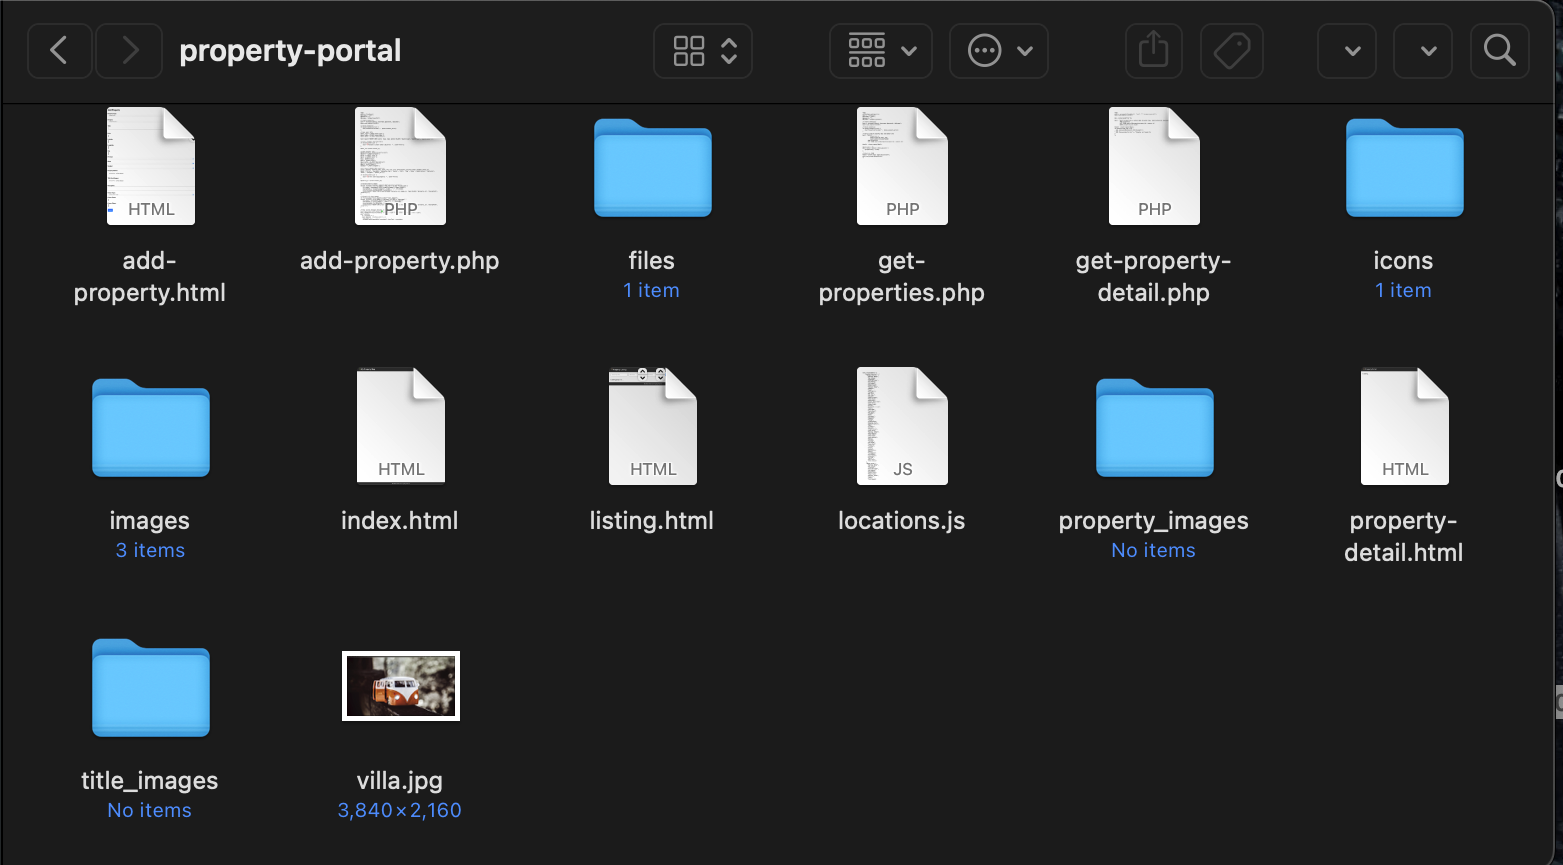 property-portal
HTML
PHP
PHP
PHP
add-
property.html
add-property.php
files
1 item
get-
properties.php
get-property-
detail.php
icons
1 item
HTML
HTML
JS
HTML
images
3 items
index.html
listing.html
locations.js
property_images
No items
property-
detail.html
title_images
No items
villa.jpg
3,840×2,160